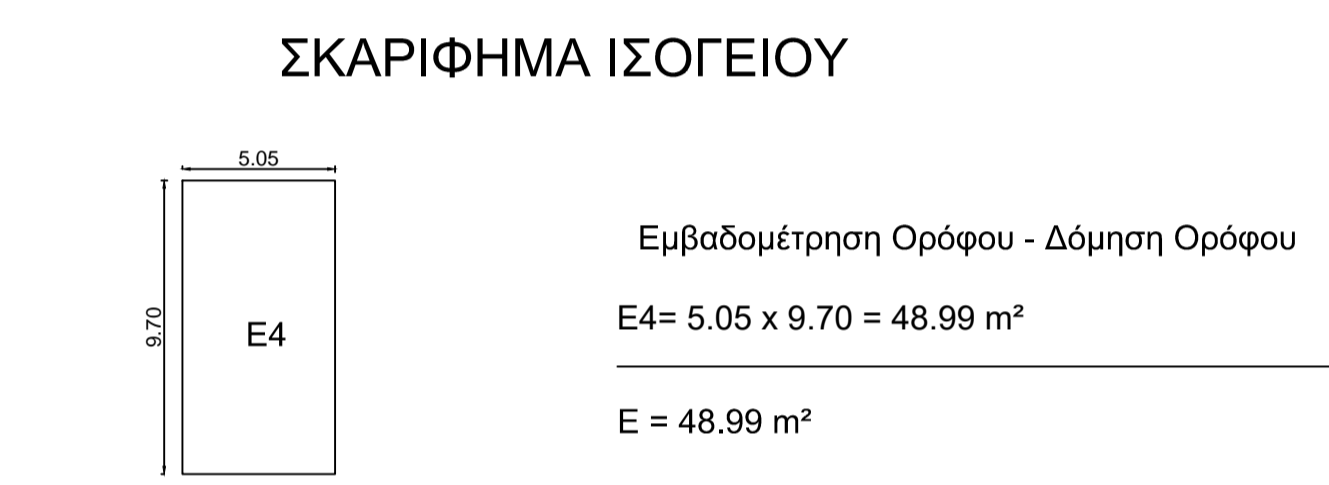 ΣΚΑΡΙΦΗΜΑ ΙΣΟΓΕΙΟΥ
5.05
Εμβαδομέτρηση Ορόφου - Δόμηση Ορόφου
E4= 5.05 x 9.70 = 48.99 m²
9.70
E4
E = 48.99 m²